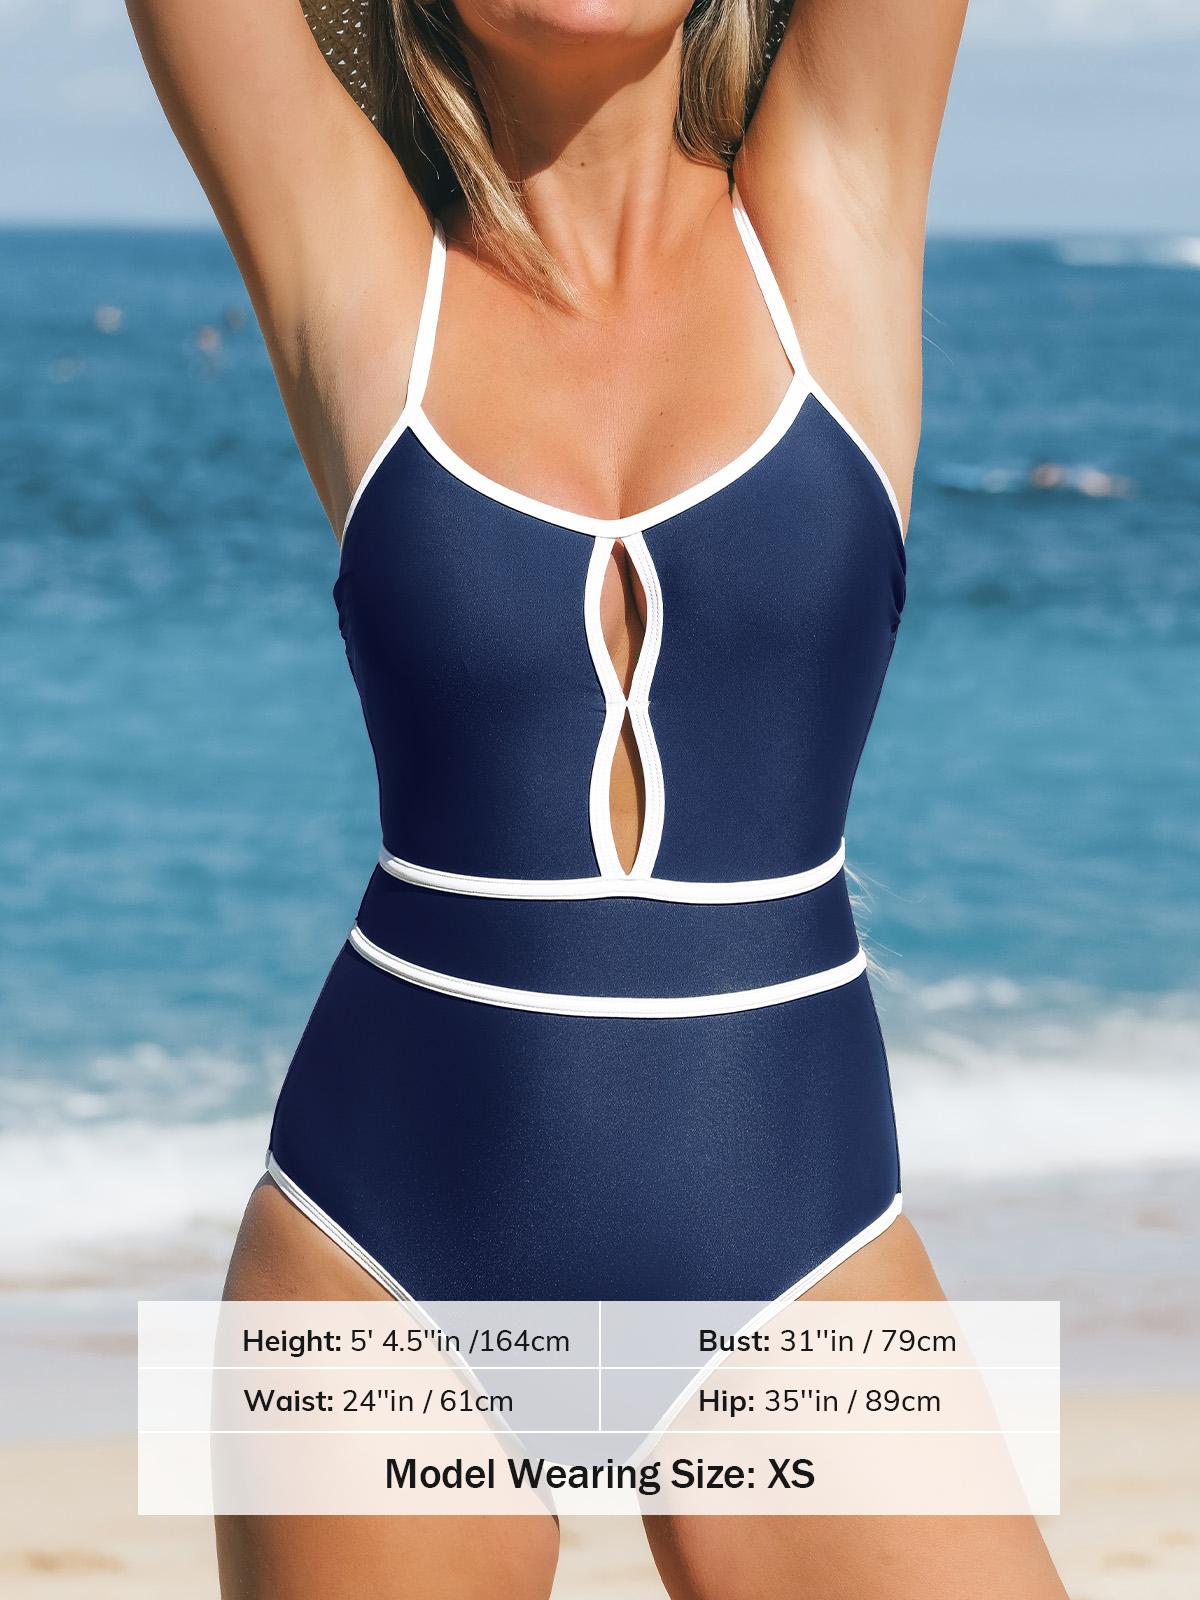 Height: 5' 4.5''in /164cm
Bust: 31''in / 79cm
Waist: 24''in / 61cm
Hip: 35''in / 89cm
Model Wearing Size: XS